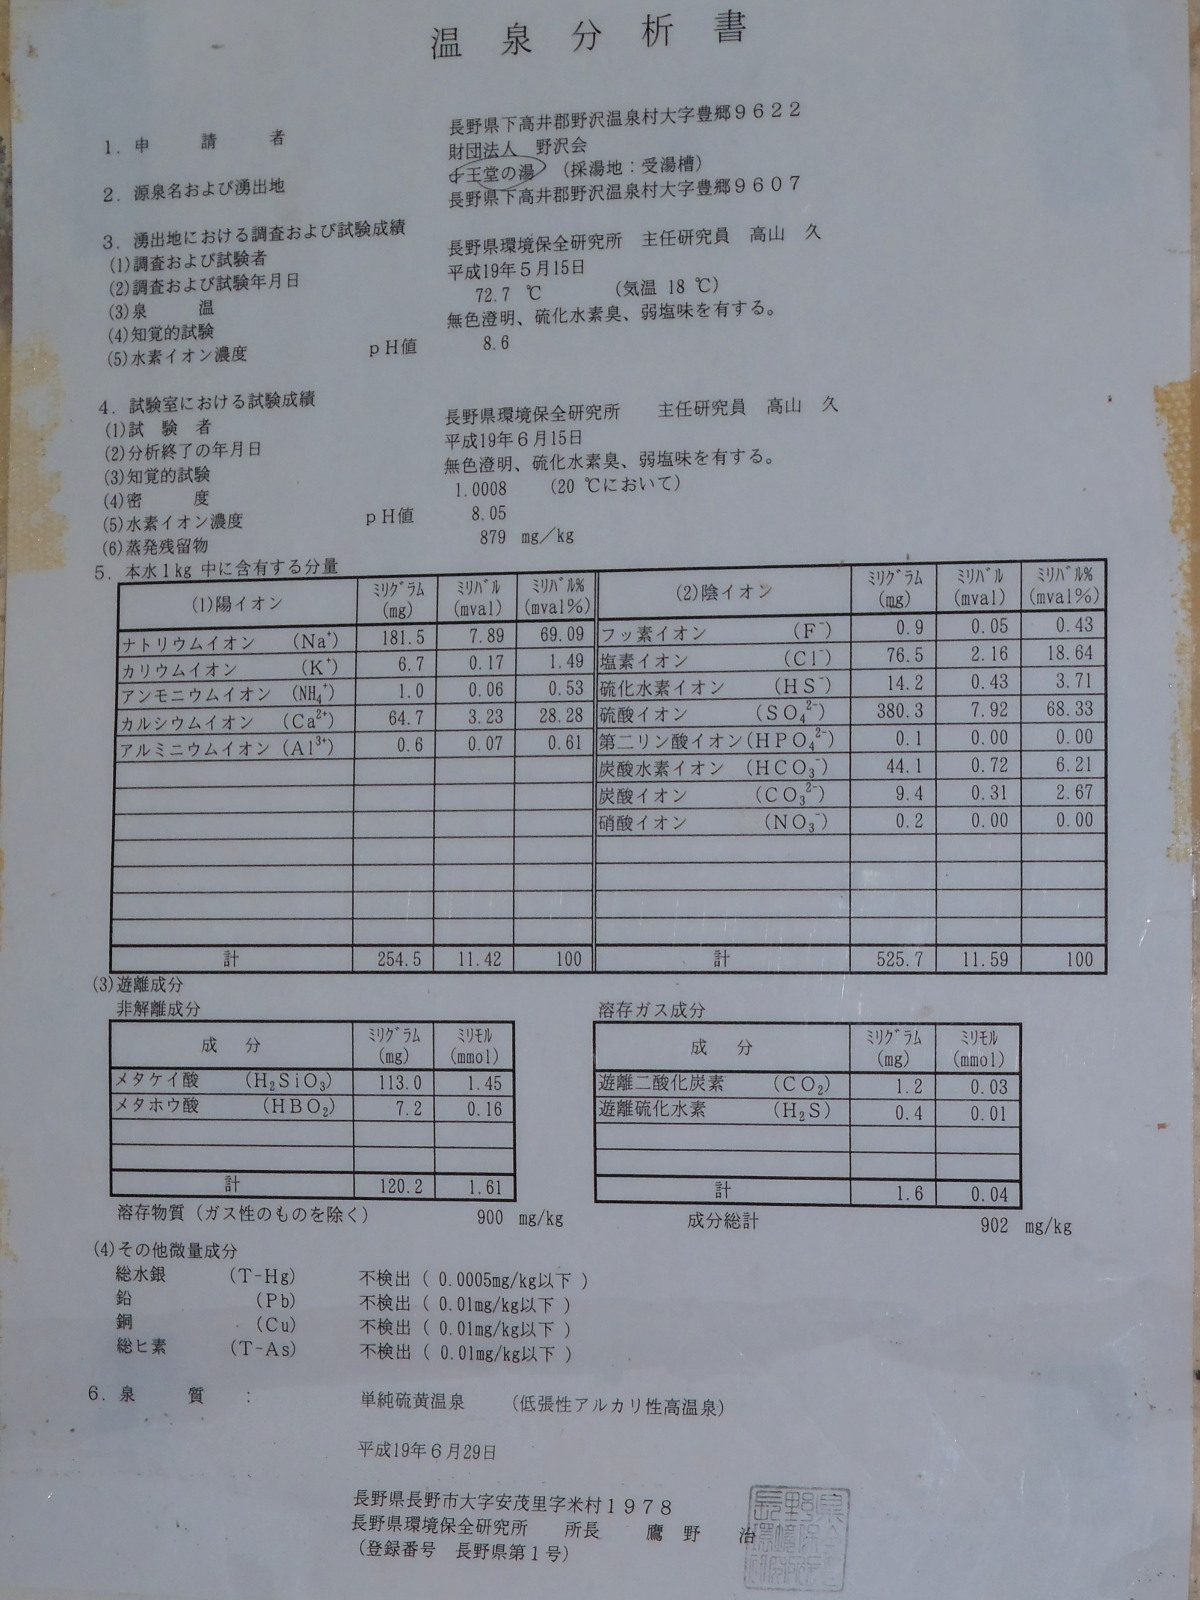 温泉分析書
1. 申請者
長野県下高井郡野沢温泉村大字豊郷9622
財団法人 野沢会
2. 源泉名および湧出地
十王堂の湯 (採湯地:受湯槽)
長野県下高井郡野沢温泉村大字豊郷9607
3. 湧出地における調査および試験成績
(1)調査および試験者 長野県環境保全研究所 主任研究員 高山 久
(2)調査および試験年月日 平成19年5月15日
(3)泉温 72.7 ℃ (気温 18 ℃)
(4)知覚的試験 無色澄明、硫化水素臭、弱塩味を有する。
(5)水素イオン濃度 pH値 8.6
4. 試験室における試験成績
(1)試験者 長野県環境保全研究所 主任研究員 高山 久
(2)分析終了の年月日 平成19年6月15日
(3)知覚的試験 無色澄明、硫化水素臭、弱塩味を有する。
(4)密度 1.0008 (20 ℃において)
(5)水素イオン濃度 pH値 8.05
(6)蒸発残留物 879 mg/kg
5. 本水1kg 中に含有する分量
(1)陽イオン ミリグラム(mg) ミリバル(mval) ミリバル%(mval%) (2)陰イオン ミリグラム(mg) ミリバル(mval) ミリバル%(mval%)
ナトリウムイオン (Na⁺) 181.5 7.89 69.09 フッ素イオン (F⁻) 0.9 0.05 0.43
カリウムイオン (K⁺) 6.7 0.17 1.49 塩素イオン (Cl⁻) 76.5 2.16 18.64
アンモニウムイオン (NH₄⁺) 1.0 0.06 0.53 硫化水素イオン (HS⁻) 14.2 0.43 3.71
カルシウムイオン (Ca²⁺) 64.7 3.23 28.28 硫酸イオン (SO₄²⁻) 380.3 7.92 68.33
アルミニウムイオン (Al³⁺) 0.6 0.07 0.61 第二リン酸イオン(HPO₄²⁻) 0.1 0.00 0.00
炭酸水素イオン (HCO₃⁻) 44.1 0.72 6.21
炭酸イオン (CO₃²⁻) 9.4 0.31 2.67
硝酸イオン (NO₃⁻) 0.2 0.00 0.00
計 254.5 11.42 100 計 525.7 11.59 100
(3)遊離成分
非解離成分 溶存ガス成分
成分 ミリグラム(mg) ミリモル(mmol) 成分 ミリグラム(mg) ミリモル(mmol)
メタケイ酸 (H₂SiO₃) 113.0 1.45 遊離二酸化炭素 (CO₂) 1.2 0.03
メタホウ酸 (HBO₂) 7.2 0.16 遊離硫化水素 (H₂S) 0.4 0.01
計 120.2 1.61 計 1.6 0.04
溶存物質(ガス性のものを除く) 900 mg/kg 成分総計 902 mg/kg
(4)その他微量成分
総水銀 (T-Hg) 不検出 ( 0.0005mg/kg以下 )
鉛 (Pb) 不検出 ( 0.01mg/kg以下 )
銅 (Cu) 不検出 ( 0.01mg/kg以下 )
総ヒ素 (T-As) 不検出 ( 0.01mg/kg以下 )
6. 泉質 : 単純硫黄温泉 (低張性アルカリ性高温泉)
平成19年6月29日
長野県長野市大字安茂里字米村1978
長野県環境保全研究所 所長 鷹野 治
(登録番号 長野県第1号)